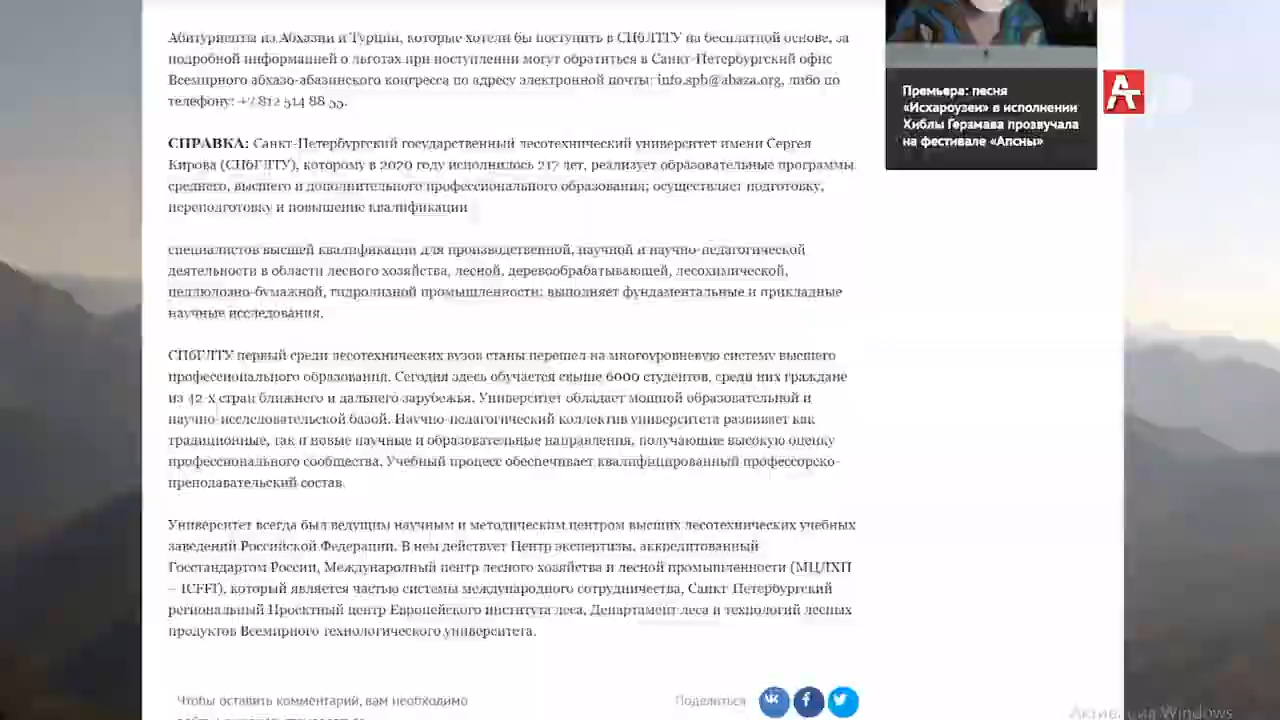 Абитуриенты из Абхазии и Турции, которые хотели бы поступить в СПбГЛТУ на бесплатной основе, за
подробной информацией о льготах при поступлении могут обратиться в Санкт-Петербургский офис
Всемирного абхазо-абазинского конгресса по адресу электронной почты: info.spb@abaza.org, либо по
телефону: +7 812 514 88 55.
СПРАВКА: Санкт-Петербургский государственный лесотехнический университет имени Сергея
Кирова (СПбГЛТУ), которому в 2020 году исполнилось 217 лет, реализует образовательные программы
среднего, высшего и дополнительного профессионального образования; осуществляет подготовку,
переподготовку и повышение квалификации
специалистов высшей квалификации для производственной, научной и научно-педагогической
деятельности в области лесного хозяйства, лесной, деревообрабатывающей, лесохимической,
целлюлозно-бумажной, гидролизной промышленности; выполняет фундаментальные и прикладные
научные исследования.
СПбГЛТУ первый среди лесотехнических вузов станы перешел на многоуровневую систему высшего
профессионального образования. Сегодня здесь обучается свыше 6000 студентов, среди них граждане
из 42-х стран ближнего и дальнего зарубежья. Университет обладает мощной образовательной и
научно-исследовательской базой. Научно-педагогический коллектив университета развивает как
традиционные, так и новые научные и образовательные направления, получающие высокую оценку
профессионального сообщества. Учебный процесс обеспечивает квалифицированный профессорско-
преподавательский состав.
Университет всегда был ведущим научным и методическим центром высших лесотехнических учебных
заведений Российской Федерации. В нем действует Центр экспертизы, аккредитованный
Госстандартом России, Международный центр лесного хозяйства и лесной промышленности (МЦЛХП
– ICFFI), который является частью системы международного сотрудничества, Санкт-Петербургский
региональный Проектный центр Европейского института леса, Департамент леса и технологий лесных
продуктов Всемирного технологического университета.
Чтобы оставить комментарий, вам необходимо
Поделиться
Премьера: песня
«Исхароузеи» в исполнении
Хиблы Герзмава прозвучала
на фестивале «Апсны»
Активация Windows